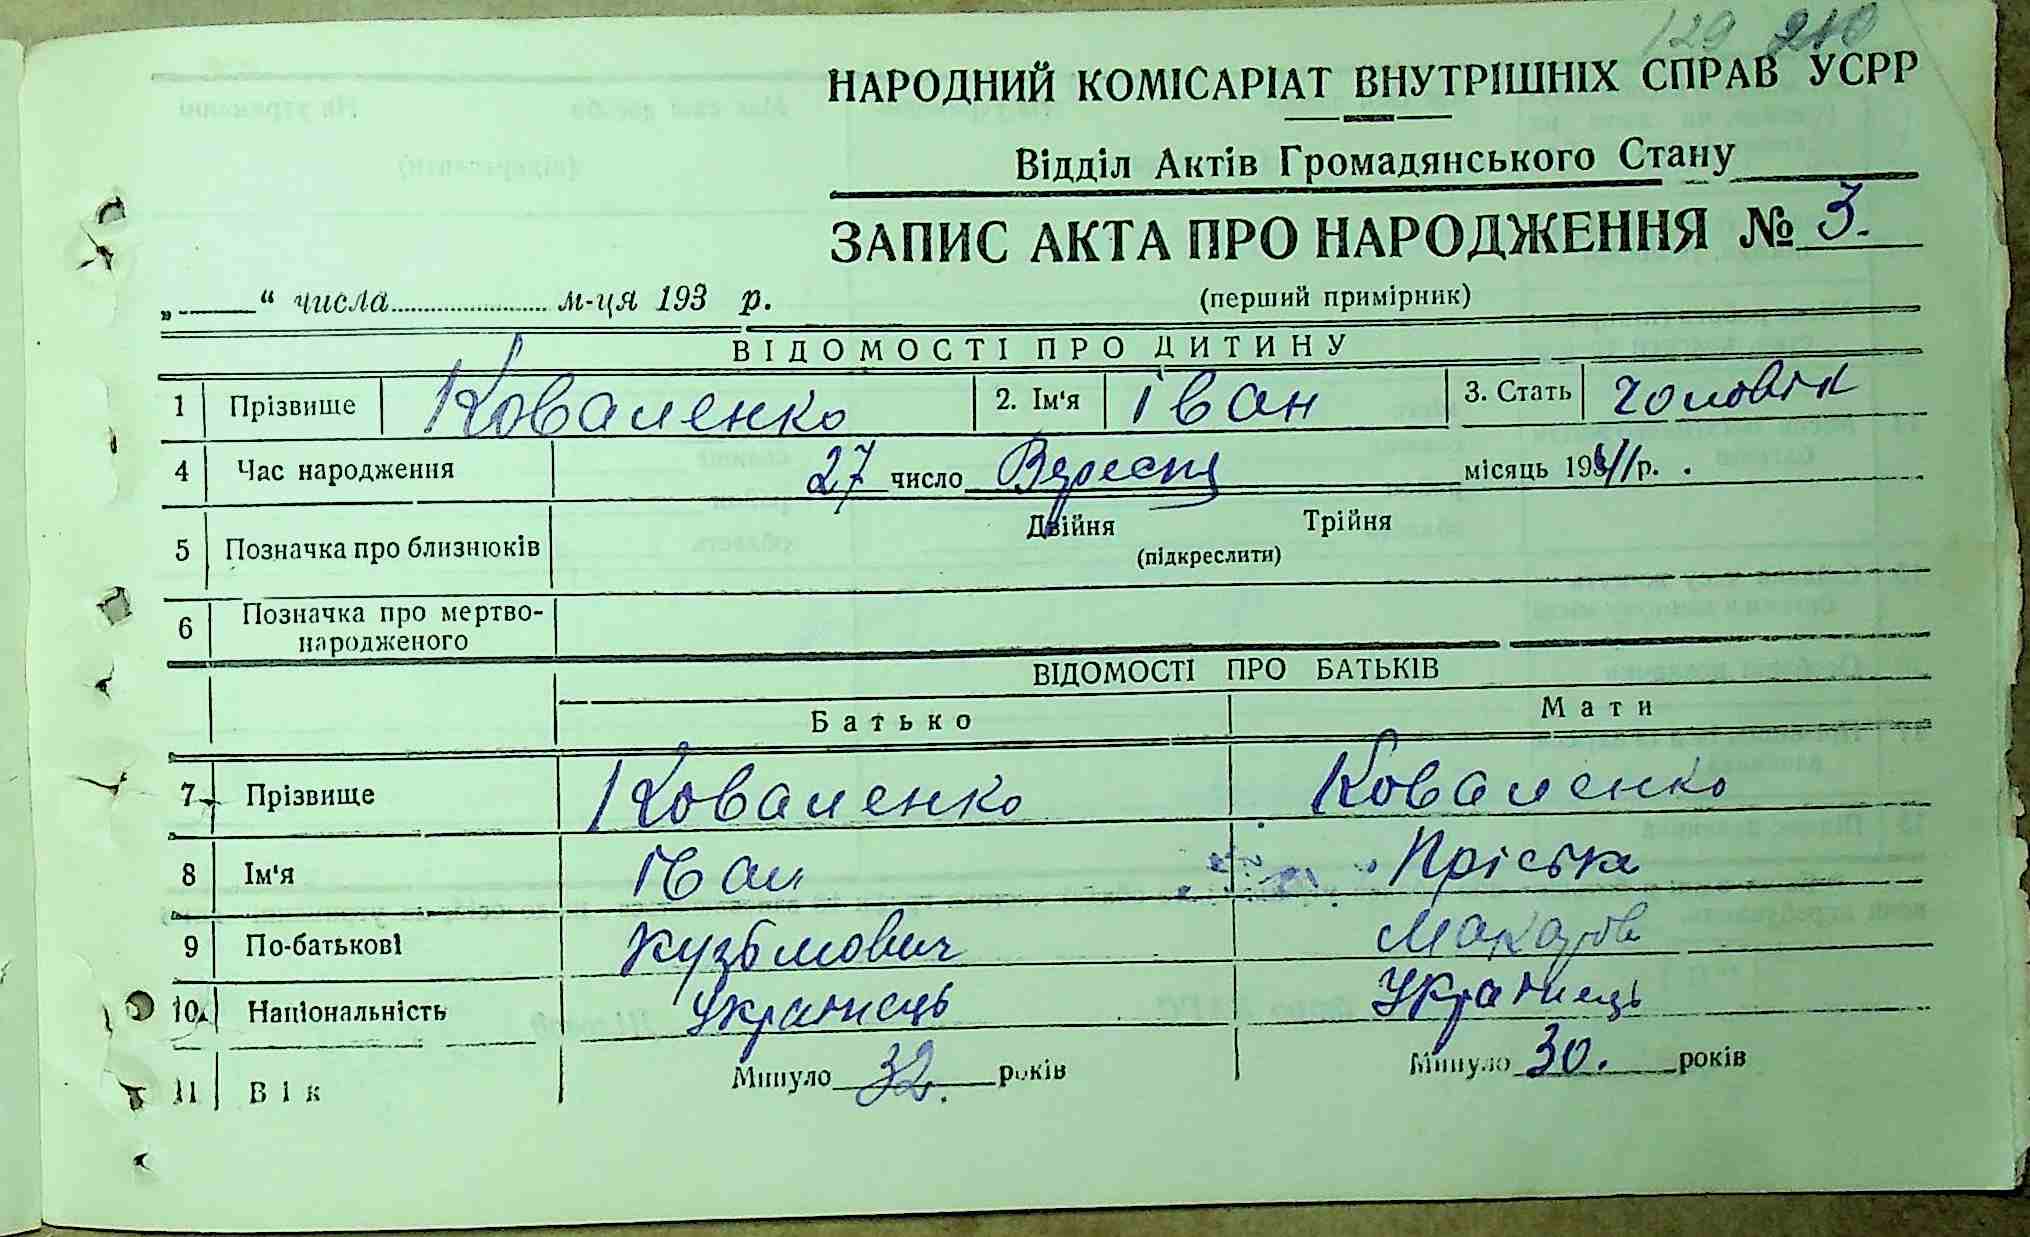 129 210
НАРОДНИЙ КОМІСАРІАТ ВНУТРІШНІХ СПРАВ УСРР
Відділ Актів Громадянського Стану
ЗАПИС АКТА ПРО НАРОДЖЕННЯ № 3.
„ “ числа м-ця 193 р. (перший примірник)
ВІДОМОСТІ ПРО ДИТИНУ
1 Прізвище Коваленко 2. Ім'я Іван 3. Стать чоловік
4 Час народження 27 число Вересня місяць 1941 р.
5 Позначка про близнюків Двійня Трійня
(підкреслити)
6 Позначка про мертво-
народженого
ВІДОМОСТІ ПРО БАТЬКІВ
Батько Мати
7 Прізвище Коваленко Коваленко
8 Ім'я Іван Пріська
9 По-батькові Кузьмович Макаров
10 Національність Українець Українець
11 Вік Минуло 32. років Минуло 30. років